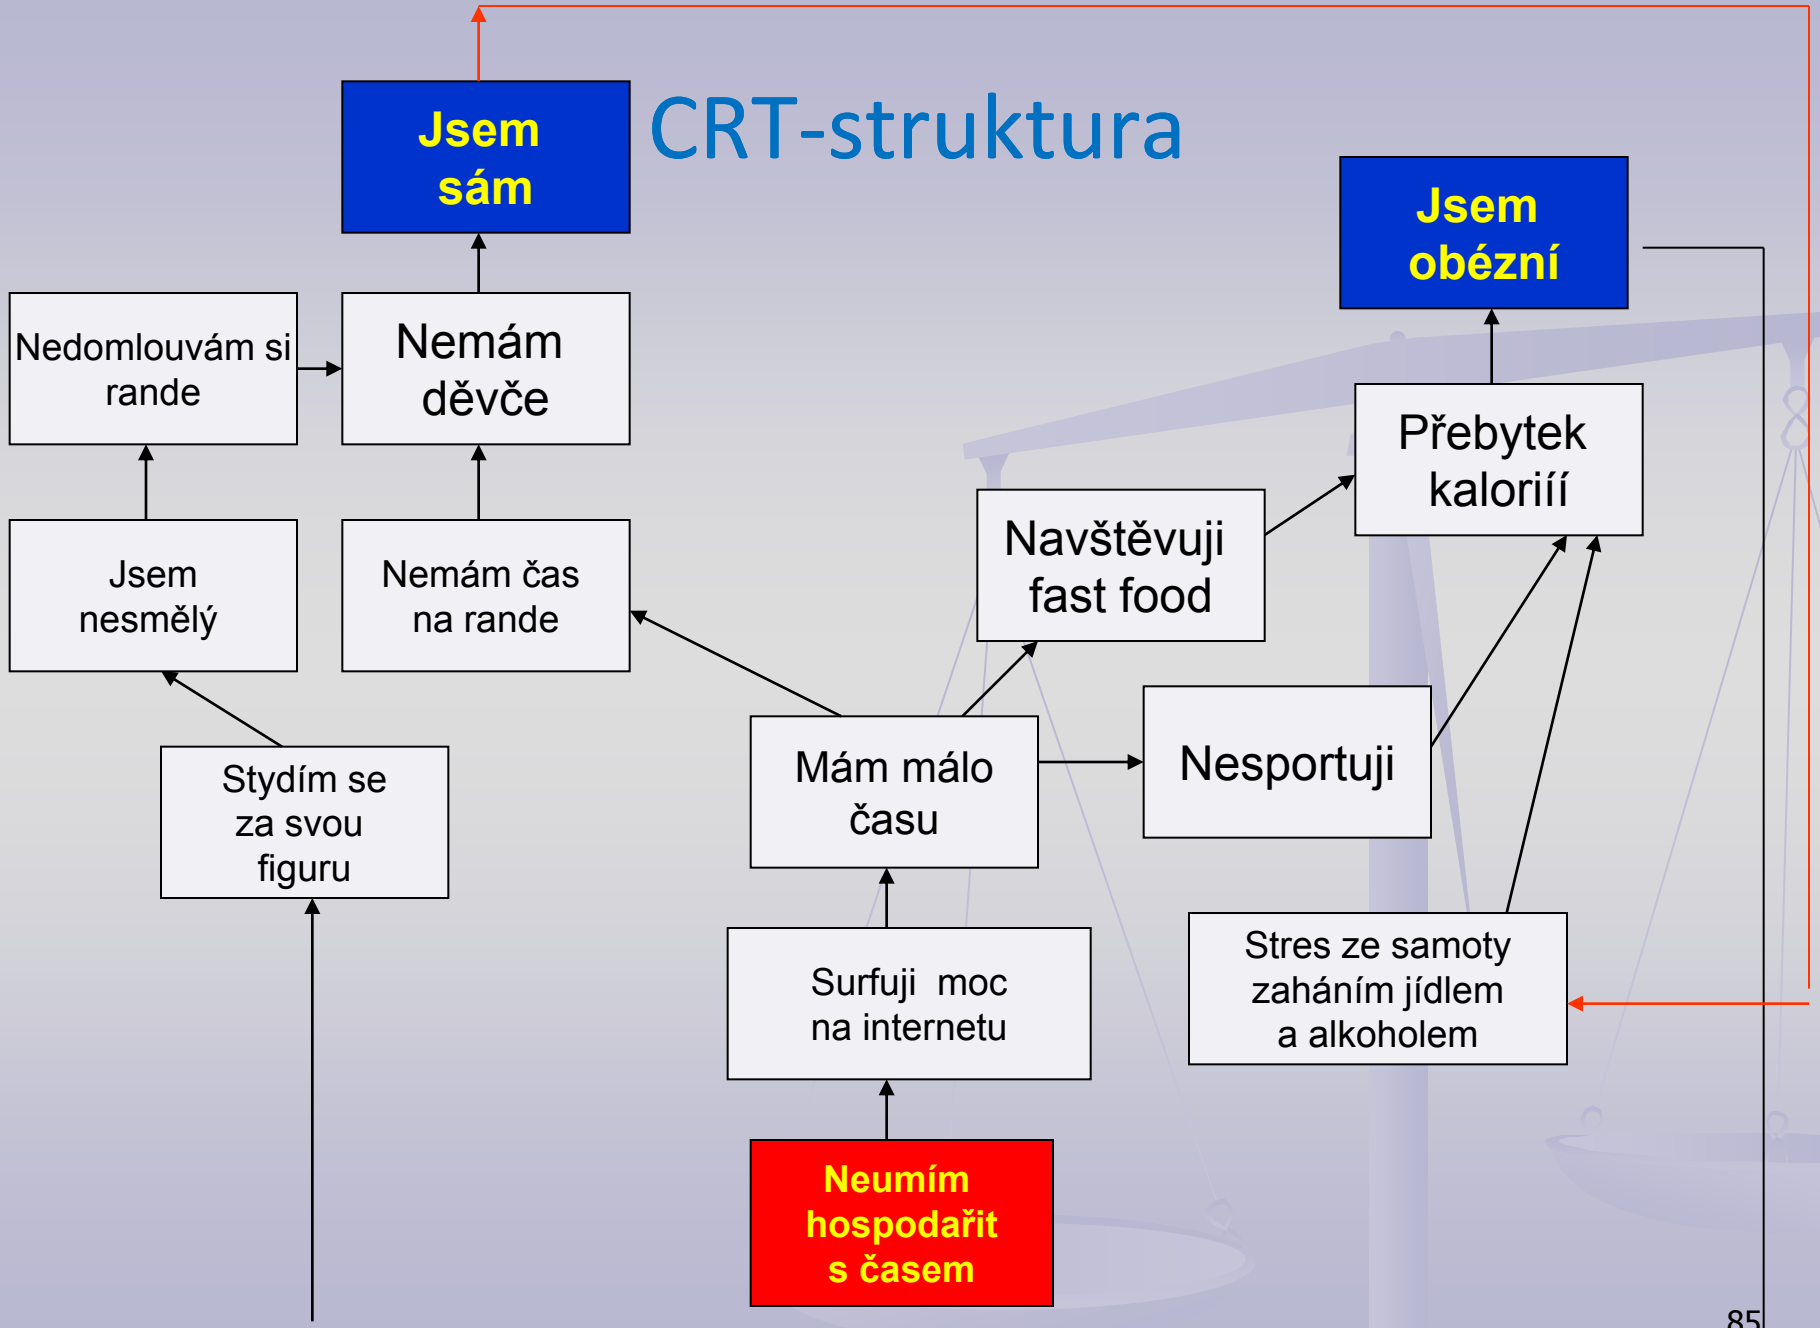 CRT-struktura
Jsem
sám
Jsem
obézní
Nedomlouvám si
rande
Nemám
děvče
Přebytek
kaloriíí
Navštěvuji
fast food
Jsem
nesmělý
Nemám čas
na rande
Stydím se
za svou
figuru
Mám málo
času
Nesportuji
Surfuji  moc
na internetu
Stres ze samoty
zaháním jídlem
a alkoholem
Neumím
hospodařit
s časem
85